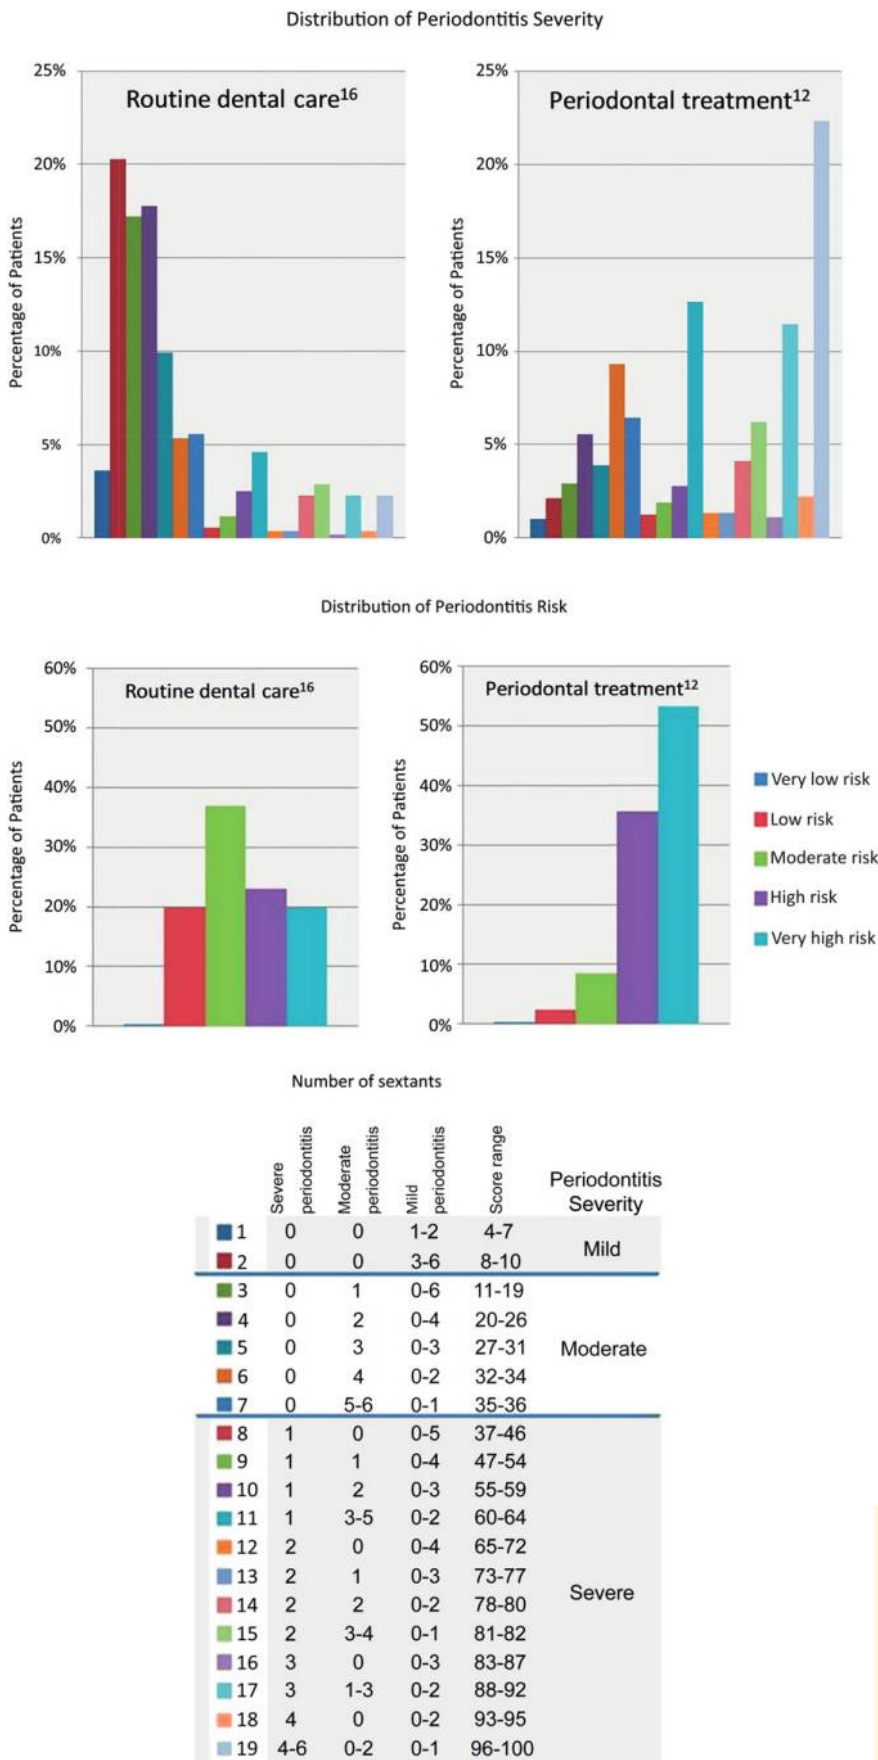 Distribution of Periodontitis Severity
25%
20%
15%
10%
5%
0%
Percentage of Patients
Routine dental care16
25%
20%
15%
10%
5%
0%
Percentage of Patients
Periodontal treatment12
Distribution of Periodontitis Risk
60%
50%
40%
30%
20%
10%
0%
Percentage of Patients
Routine dental care16
60%
50%
40%
30%
20%
10%
0%
Percentage of Patients
Periodontal treatment12
Very low risk
Low risk
Moderate risk
High risk
Very high risk
Number of sextants
Severe periodontitis
Moderate periodontitis
Mild periodontitis
Score range
Periodontitis
Severity
1 0 0 1-2 4-7
Mild
2 0 0 3-6 8-10
3 0 1 0-6 11-19
4 0 2 0-4 20-26
5 0 3 0-3 27-31 Moderate
6 0 4 0-2 32-34
7 0 5-6 0-1 35-36
8 1 0 0-5 37-46
9 1 1 0-4 47-54
10 1 2 0-3 55-59
11 1 3-5 0-2 60-64
12 2 0 0-4 65-72
13 2 1 0-3 73-77
Severe
14 2 2 0-2 78-80
15 2 3-4 0-1 81-82
16 3 0 0-3 83-87
17 3 1-3 0-2 88-92
18 4 0 0-2 93-95
19 4-6 0-2 0-1 96-100